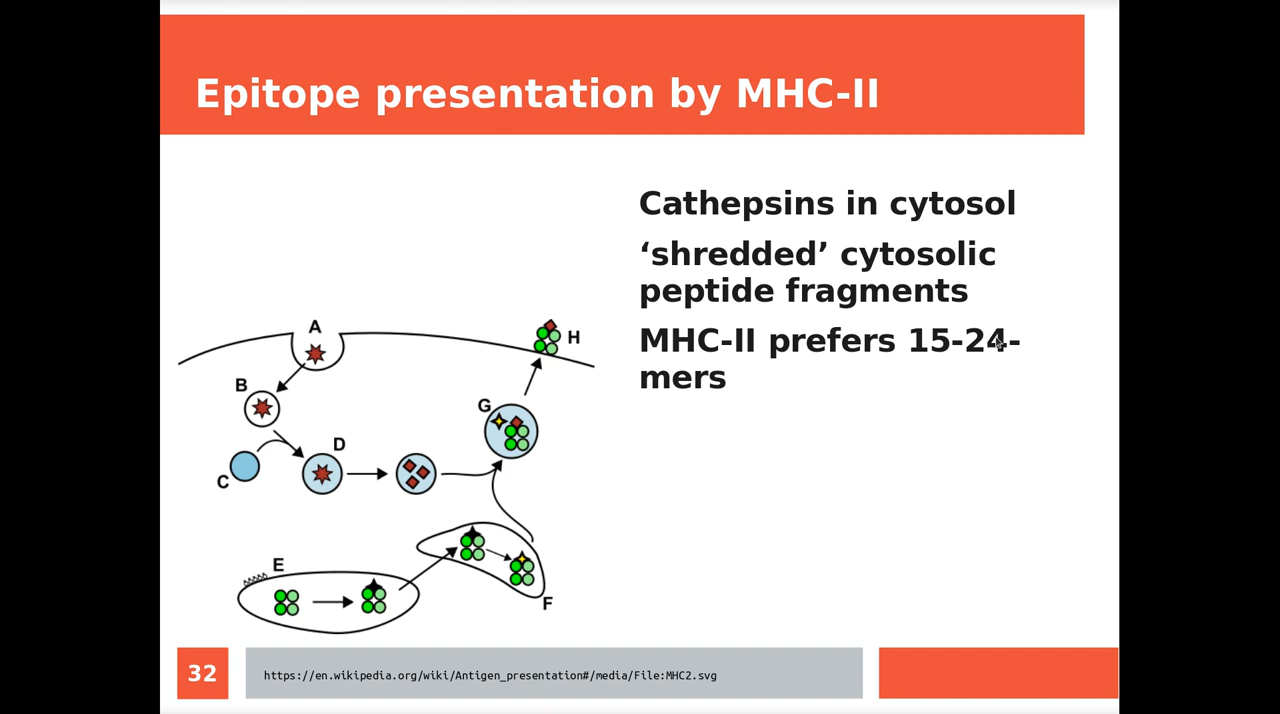 Epitope presentation by MHC-II
Cathepsins in cytosol
‘shredded’ cytosolic
peptide fragments
MHC-II prefers 15-24-
mers
A
H
B
G
D
C
E
F
32
https://en.wikipedia.org/wiki/Antigen_presentation#/media/File:MHC2.svg